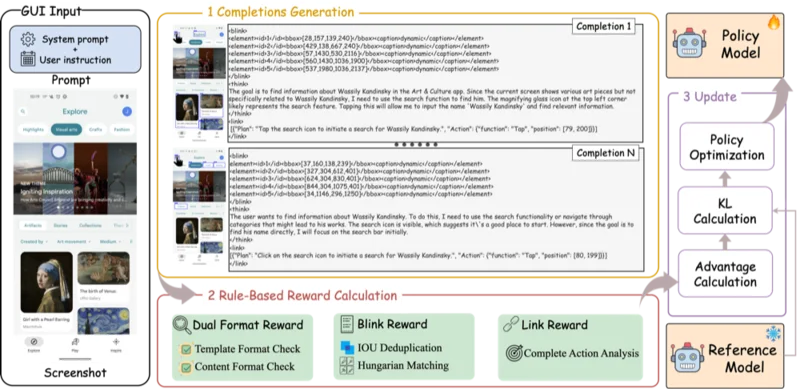 GUI Input
System prompt
+
User instruction
Prompt
Explore
Highlights
Visual arts
Crafts
Fashion
NEW THEME
Igniting Inspiration
Artifacts
Stories
Collections
Created by
Art movement
Medium
Girl with a Pearl Earring
The birth of Venus
Explore
Play
Inspire
Screenshot
1 Completions Generation
Completion 1
<blink>
<element><id>1</id><bbox>{28,157,139,240}</bbox><caption>dynamic</caption></element>
<element><id>2</id><bbox>{429,138,667,240}</bbox><caption>dynamic</caption></element>
<element><id>3</id><bbox>{57,1430,530,2116}</bbox><caption>dynamic</caption></element>
<element><id>4</id><bbox>{560,1430,1036,1900}</bbox><caption>dynamic</caption></element>
<element><id>5</id><bbox>{537,1980,1036,2137}</bbox><caption>dynamic</caption></element>
</blink>
<think>
The goal is to find information about Wassily Kandinsky in the Art & Culture app. Since the current screen shows various art pieces but not
specifically related to Wassily Kandinsky, I need to use the search function to find him. The magnifying glass icon at the top left corner
likely represents the search feature. Tapping this will allow me to input the name `Wassily Kandinsky` and find relevant information.
</think>
<link>
[{"Plan": "Tap the search icon to initiate a search for Wassily Kandinsky.", "Action": {"function": "Tap", "position": [79, 200]}}]
</link>
Completion N
<blink>
<element><id>1</id><bbox>{37,160,138,239}</bbox><caption>dynamic</caption></element>
<element><id>2</id><bbox>{327,304,612,401}</bbox><caption>dynamic</caption></element>
<element><id>3</id><bbox>{624,304,830,401}</bbox><caption>dynamic</caption></element>
<element><id>4</id><bbox>{844,304,1075,401}</bbox><caption>dynamic</caption></element>
<element><id>5</id><bbox>{34,1146,296,1250}</bbox><caption>dynamic</caption></element>
</blink>
<think>
The user wants to find information about Wassily Kandinsky. To do this, I need to use the search functionality or navigate through
categories that might lead to his works. The search icon is visible, which suggests it\'s a good place to start. However, since the goal is to
find his name directly, I will focus on the search bar initially.
</think>
<link>
[{"Plan": "Click on the search icon to initiate a search for Wassily Kandinsky.", "Action": {"function": "Tap", "position": [80, 199]}}]
</link>
2 Rule-Based Reward Calculation
Dual Format Reward
Template Format Check
Content Format Check
Blink Reward
IOU Deduplication
Hungarian Matching
Link Reward
Complete Action Analysis
Policy
Model
3 Update
Policy
Optimization
KL
Calculation
Advantage
Calculation
Reference
Model